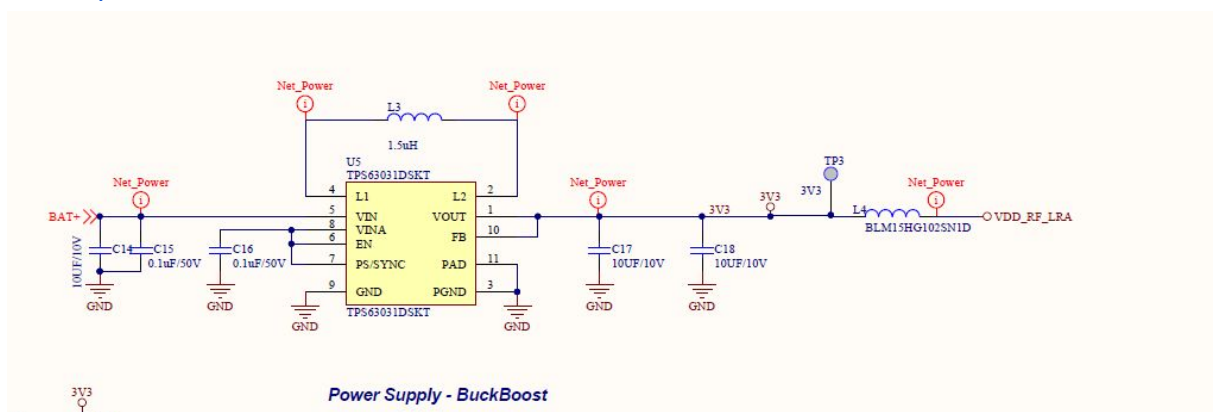 Net_Power
Net_Power
L3
1.5uH
U5
TPS63031DSKT
TP3
Net_Power
Net_Power
3V3
3V3
Net_Power
4
L1
L2
2
BAT+
5
VIN
VOUT
1
3V3
L4
VDD_RF_LRA
8
VINA
FB
10
BLM15HG102SN1D
6
EN
10UF/10V
C14
C15
0.1uF/50V
C16
0.1uF/50V
7
PS/SYNC
PAD
11
C17
10UF/10V
C18
10UF/10V
9
GND
PGND
3
GND
GND
GND
TPS63031DSKT
GND
GND
GND
Power Supply - BuckBoost
3V3